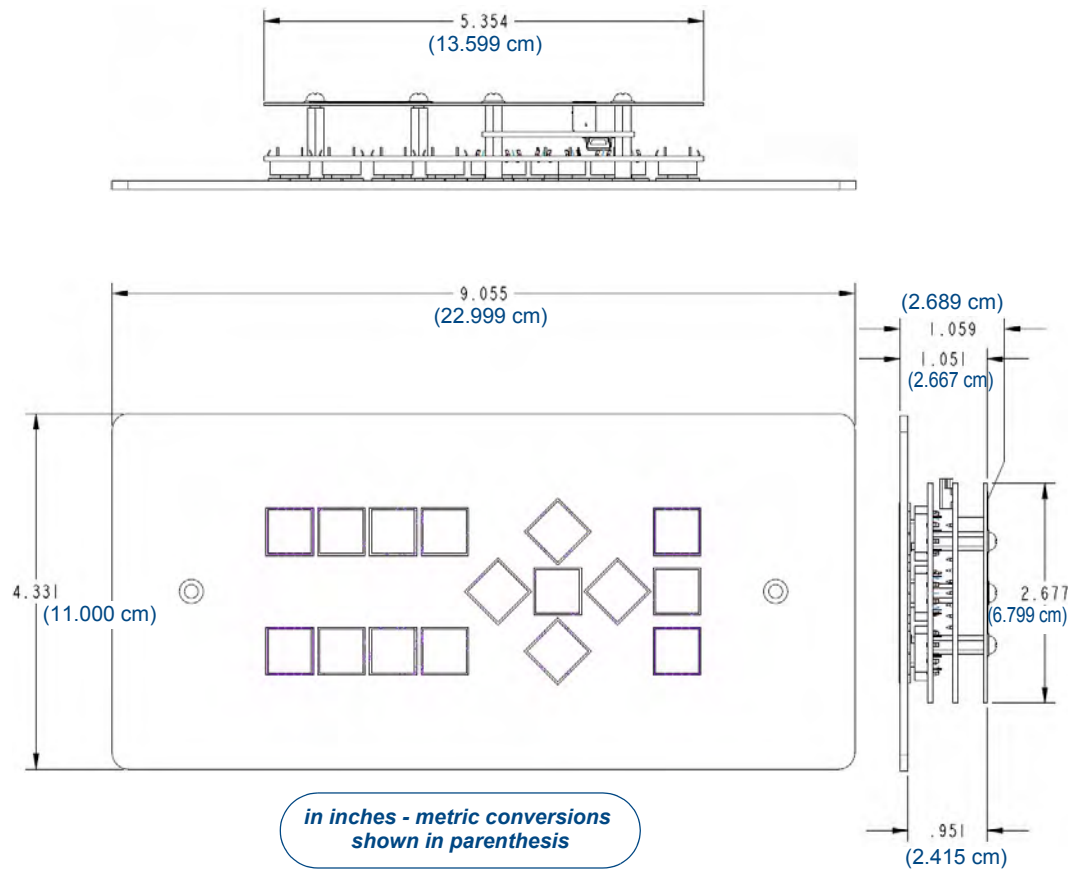 5.354
(13.599 cm)
9.055
(22.999 cm)
(2.689 cm)
1.059
1.051
(2.667 cm)
4.331
(11.000 cm)
2.677
(6.799 cm)
in inches - metric conversions
shown in parenthesis
.951
(2.415 cm)